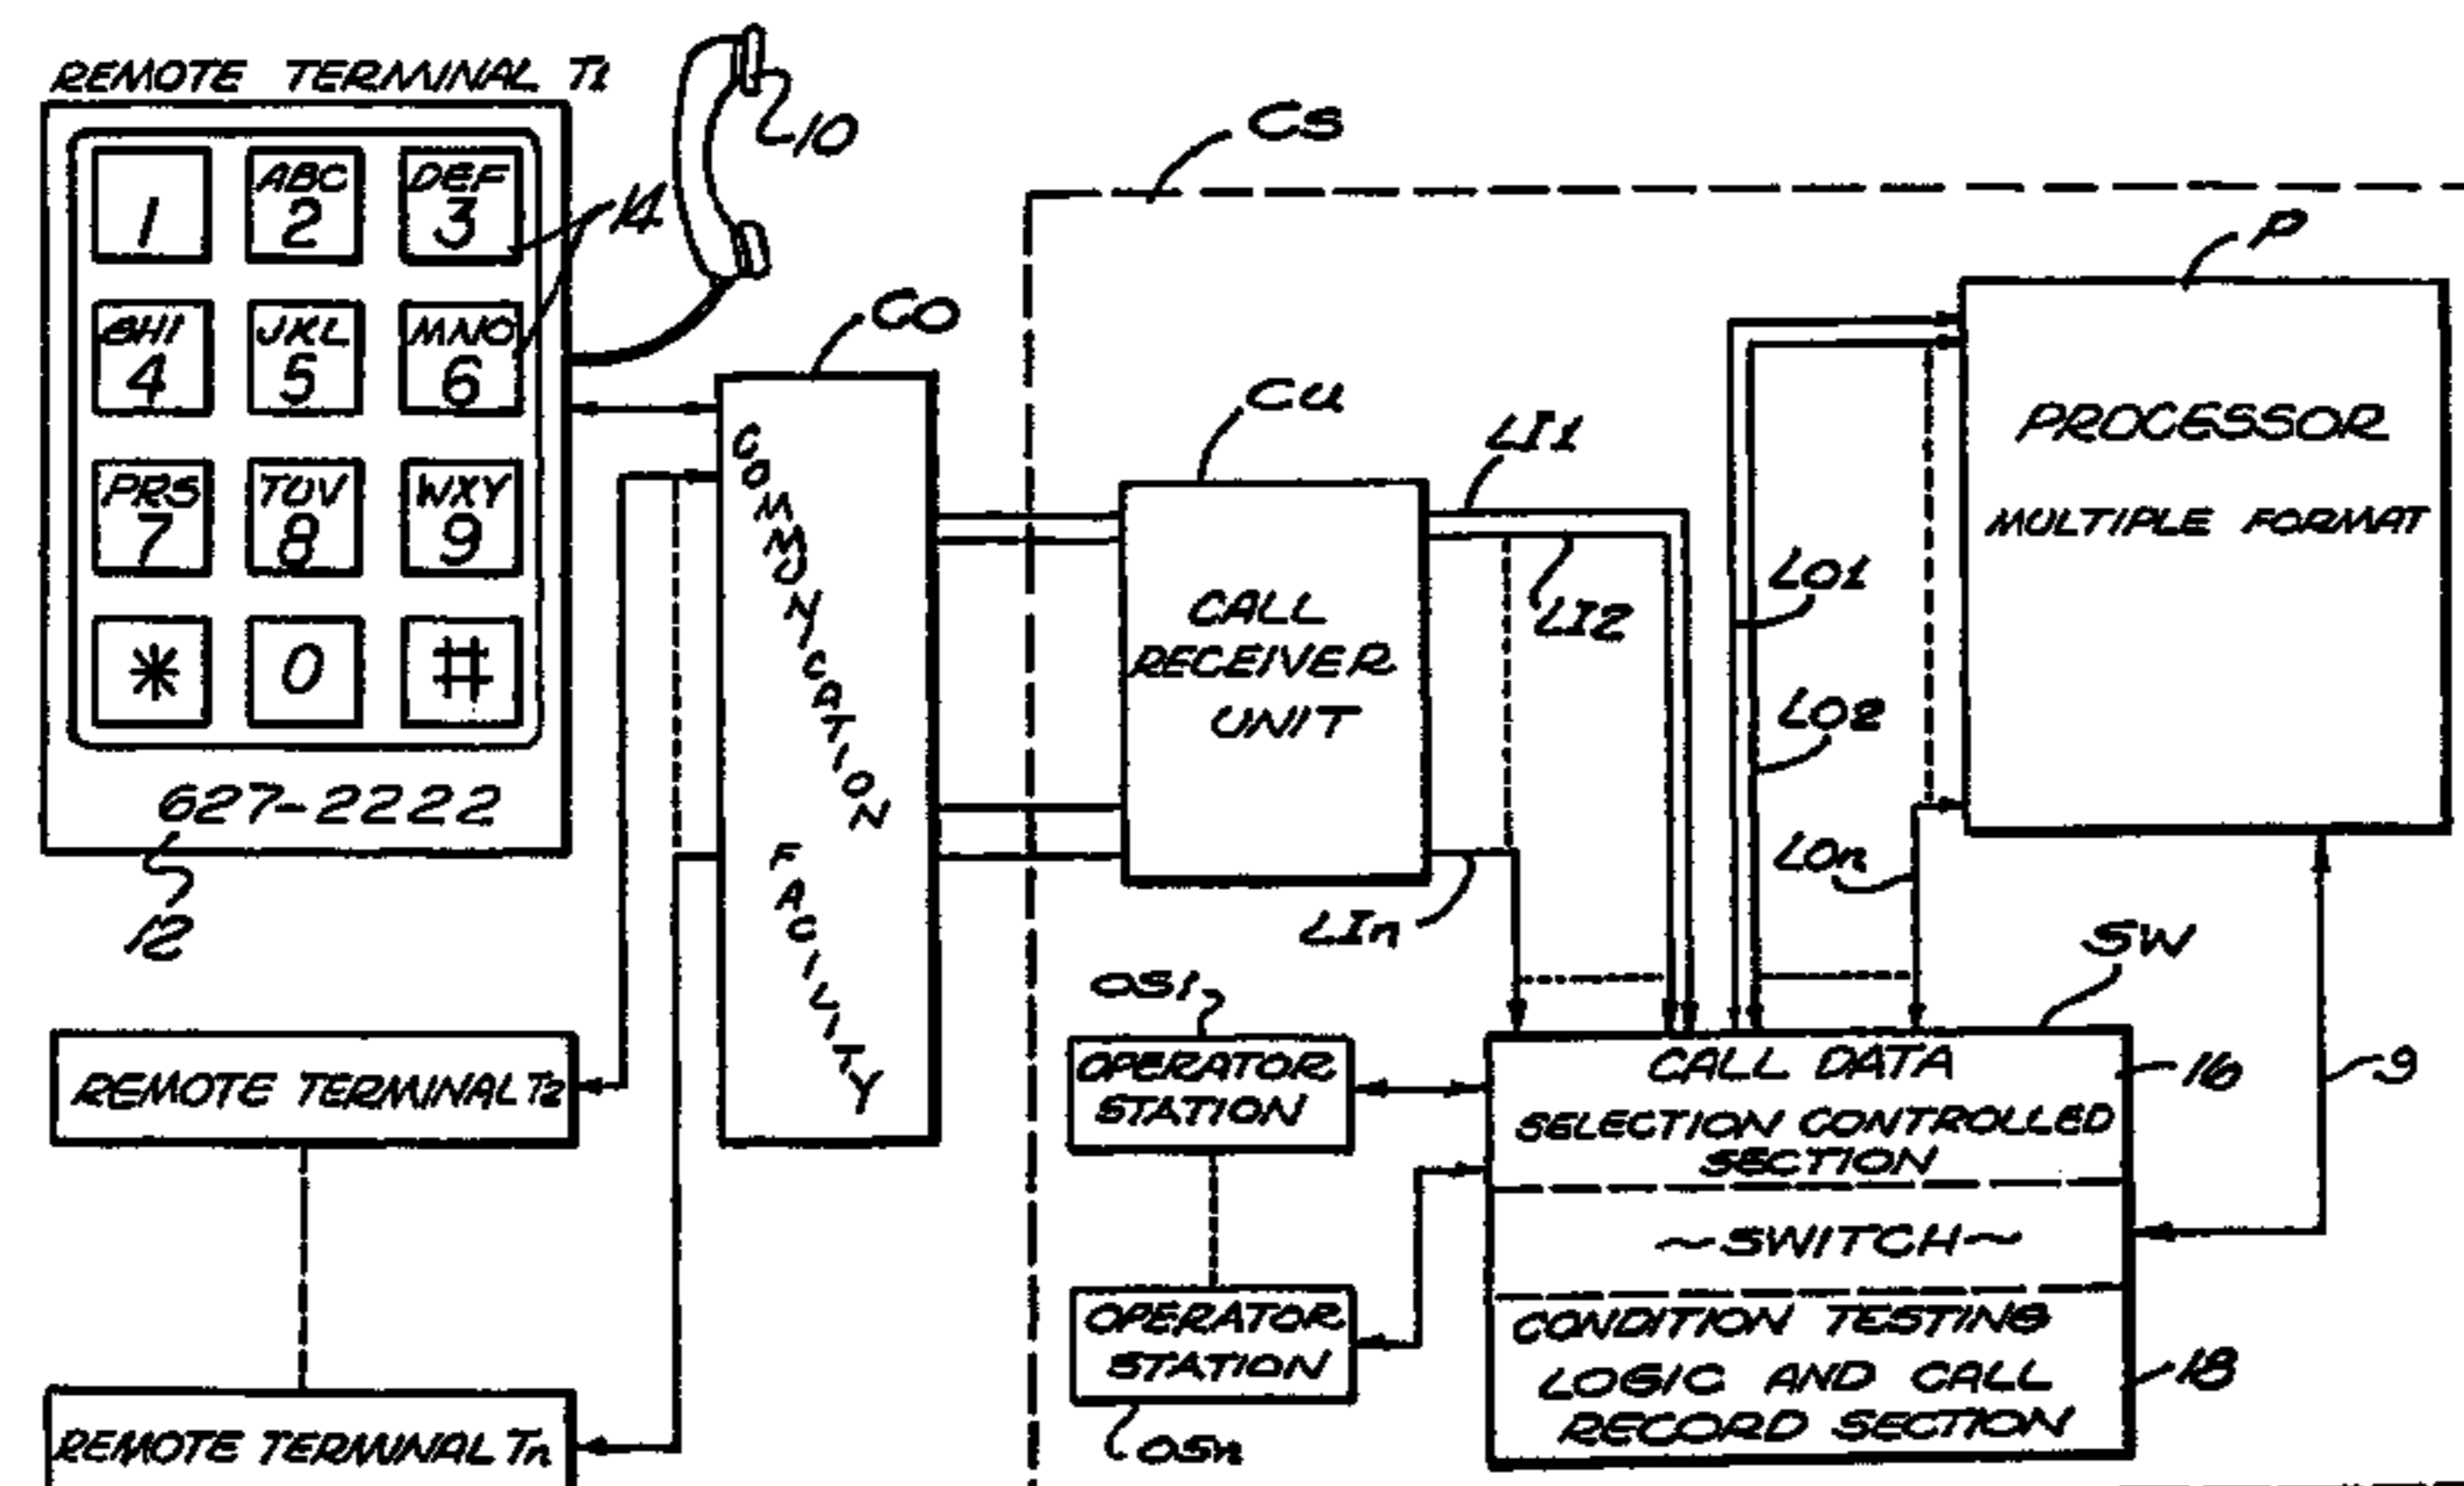 REMOTE TERMINAL T1
10
1
ABC
2
DEF
3
14
GHI
4
JKL
5
MNO
6
PRS
7
TUV
8
WXY
9
*
0
#
627-2222
12
REMOTE TERMINAL T2
REMOTE TERMINAL Tn
CO
COMMUNICATION
FACILITY
CS
CU
CALL
RECEIVER
UNIT
LI1
LI2
LIn
P
PROCESSOR
MULTIPLE FORMAT
LO1
LO2
LOn
SW
OS1
OPERATOR
STATION
OPERATOR
STATION
OSn
CALL DATA
SELECTION CONTROLLED
SECTION
~SWITCH~
CONDITION TESTING
LOGIC AND CALL
RECORD SECTION
16
9
18